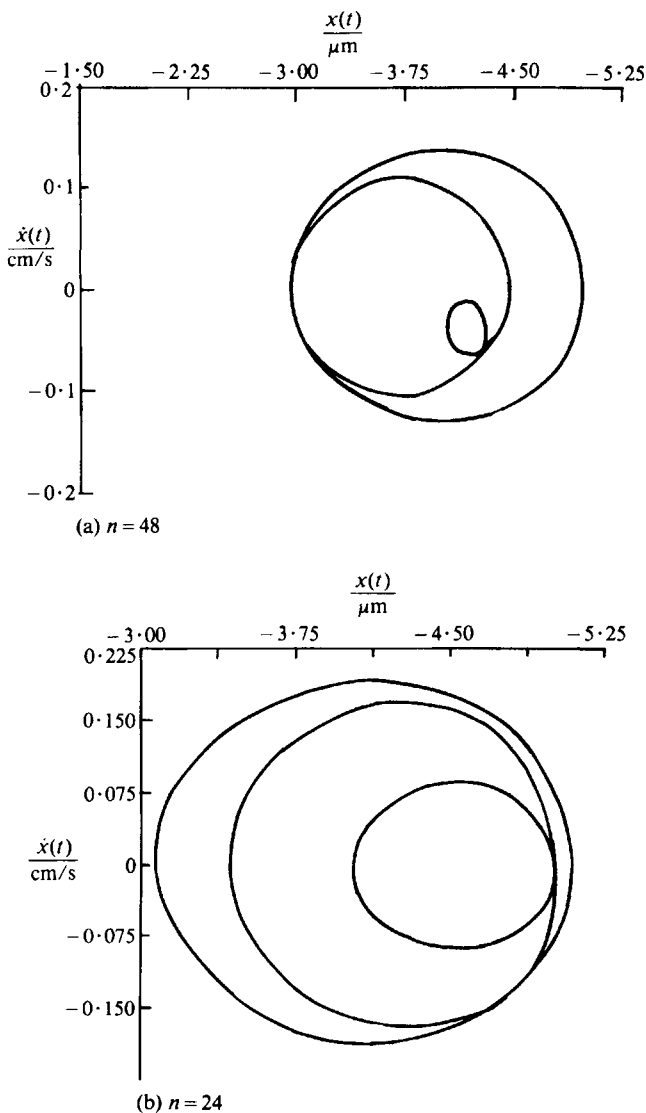 x(t)
μm
−1·50 −2·25 −3·00 −3·75 −4·50 −5·25
0·2
0·1
ẋ(t)
cm/s
0
−0·1
−0·2
(a) n = 48
x(t)
μm
−3·00 −3·75 −4·50 −5·25
0·225
0·150
0·075
ẋ(t)
cm/s
0
−0·075
−0·150
(b) n = 24